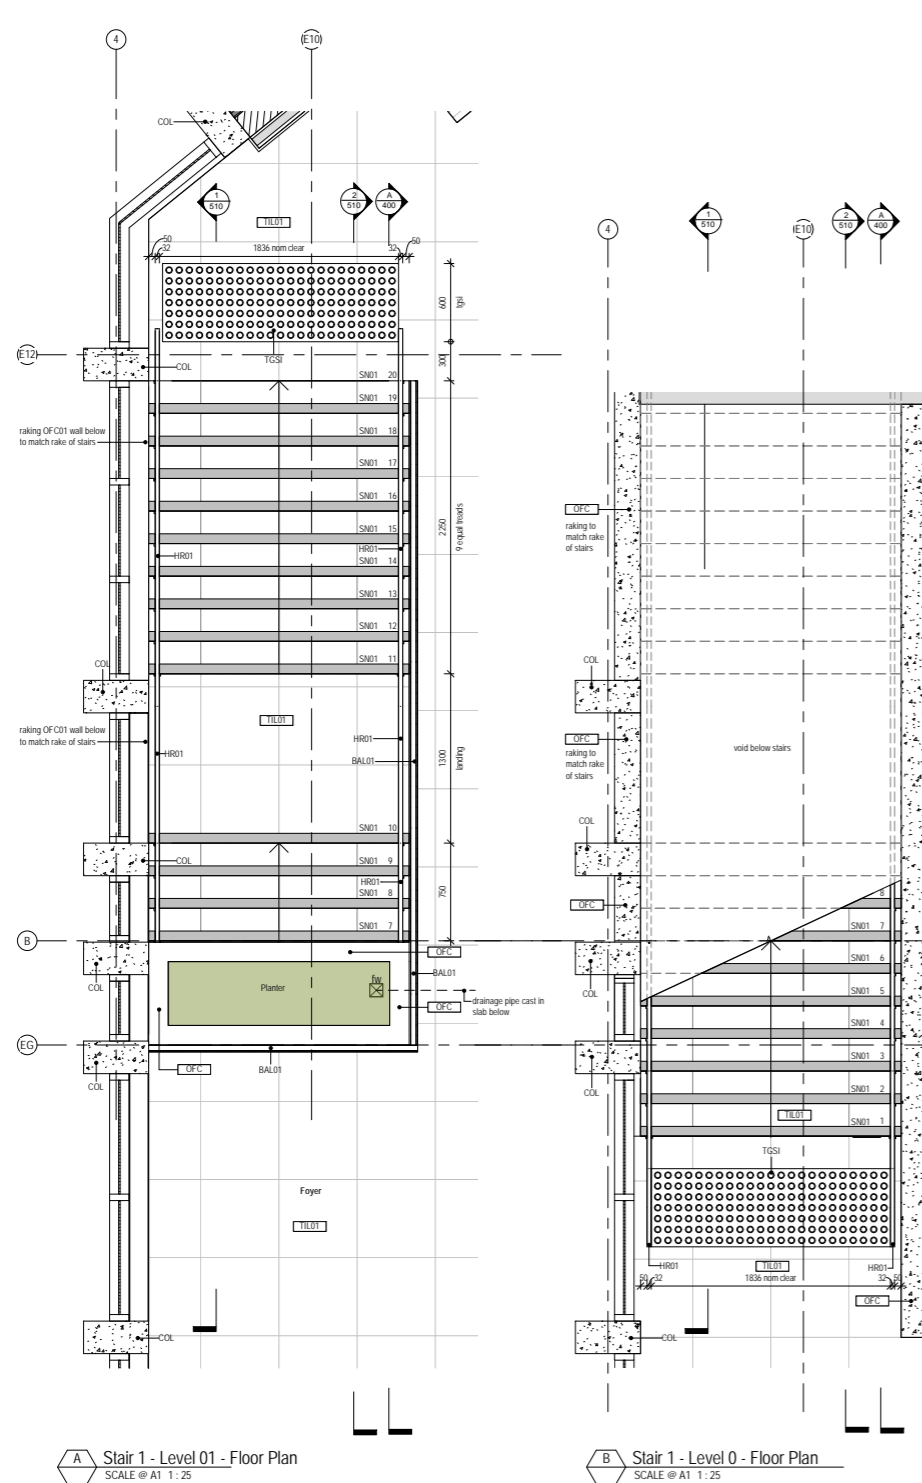 4
(E10)
COL
1
510
2
510
A
400
TIL01
50
32
1836 nom clear
32
50
600
tgsi
(E12)
TGSI
300
COL
SN01 20
SN01 19
raking OFC01 wall below
to match rake of stairs
SN01 18
SN01 17
SN01 16
SN01 15
HR01
HR01
SN01 14
2250
9 equal treads
SN01 13
SN01 12
SN01 11
COL
TIL01
raking OFC01 wall below
to match rake of stairs
HR01
HR01
BAL01
1300
landing
SN01 10
COL
SN01 9
HR01
SN01 8
750
SN01 7
B
OFC
COL
Planter
fw
BAL01
drainage pipe cast in
slab below
OFC
EG
COL
OFC
BAL01
Foyer
TIL01
COL
A
Stair 1 - Level 01 - Floor Plan
SCALE @ A1 1 : 25
4
1
510
(E10)
2
510
A
400
OFC
raking to
match rake
of stairs
COL
OFC
raking to
match rake
of stairs
void below stairs
COL
OFC
8
SN01 7
SN01 6
COL
SN01 5
SN01 4
SN01 3
COL
SN01 2
TIL01
SN01 1
TGSI
HR01
TIL01
HR01
50
32
1836 nom clear
32
50
OFC
COL
B
Stair 1 - Level 0 - Floor Plan
SCALE @ A1 1 : 25